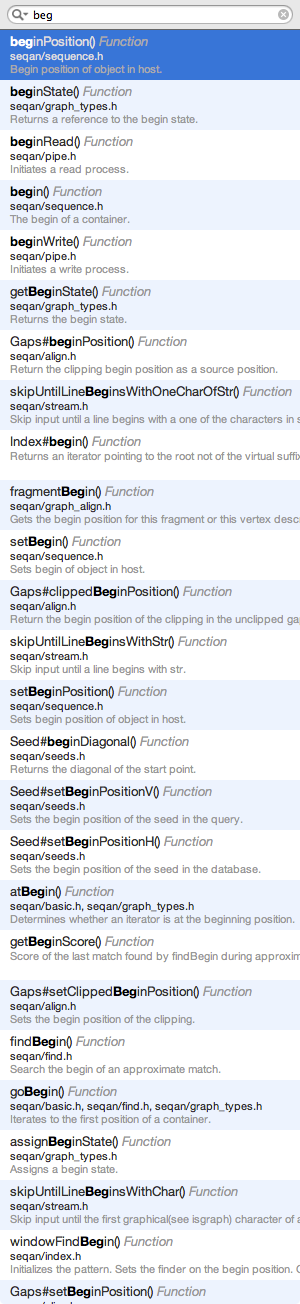 beg
beginPosition() Function
seqan/sequence.h
Begin position of object in host.
beginState() Function
seqan/graph_types.h
Returns a reference to the begin state.
beginRead() Function
seqan/pipe.h
Initiates a read process.
begin() Function
seqan/sequence.h
The begin of a container.
beginWrite() Function
seqan/pipe.h
Initiates a write process.
getBeginState() Function
seqan/graph_types.h
Returns the begin state.
Gaps#beginPosition() Function
seqan/align.h
Return the clipping begin position as a source position.
skipUntilLineBeginsWithOneCharOfStr() Function
seqan/stream.h
Skip input until a line begins with a one of the characters in s
Index#begin() Function
Returns an iterator pointing to the root not of the virtual suffix
fragmentBegin() Function
seqan/graph_align.h
Gets the begin position for this fragment or this vertex desc
setBegin() Function
seqan/sequence.h
Sets begin of object in host.
Gaps#clippedBeginPosition() Function
seqan/align.h
Return the begin position of the clipping in the unclipped ga
skipUntilLineBeginsWithStr() Function
seqan/stream.h
Skip input until a line begins with str.
setBeginPosition() Function
seqan/sequence.h
Sets begin position of object in host.
Seed#beginDiagonal() Function
seqan/seeds.h
Returns the diagonal of the start point.
Seed#setBeginPositionV() Function
seqan/seeds.h
Sets the begin position of the seed in the query.
Seed#setBeginPositionH() Function
seqan/seeds.h
Sets the begin position of the seed in the database.
atBegin() Function
seqan/basic.h, seqan/graph_types.h
Determines whether an iterator is at the beginning position.
getBeginScore() Function
Score of the last match found by findBegin during approxim
Gaps#setClippedBeginPosition() Function
seqan/align.h
Sets the begin position of the clipping.
findBegin() Function
seqan/find.h
Search the begin of an approximate match.
goBegin() Function
seqan/basic.h, seqan/find.h, seqan/graph_types.h
Iterates to the first position of a container.
assignBeginState() Function
seqan/graph_types.h
Assigns a begin state.
skipUntilLineBeginsWithChar() Function
seqan/stream.h
Skip input until the first graphical(see isgraph) character of a
windowFindBegin() Function
seqan/index.h
Initializes the pattern. Sets the finder on the begin position. C
Gaps#setBeginPosition() Function